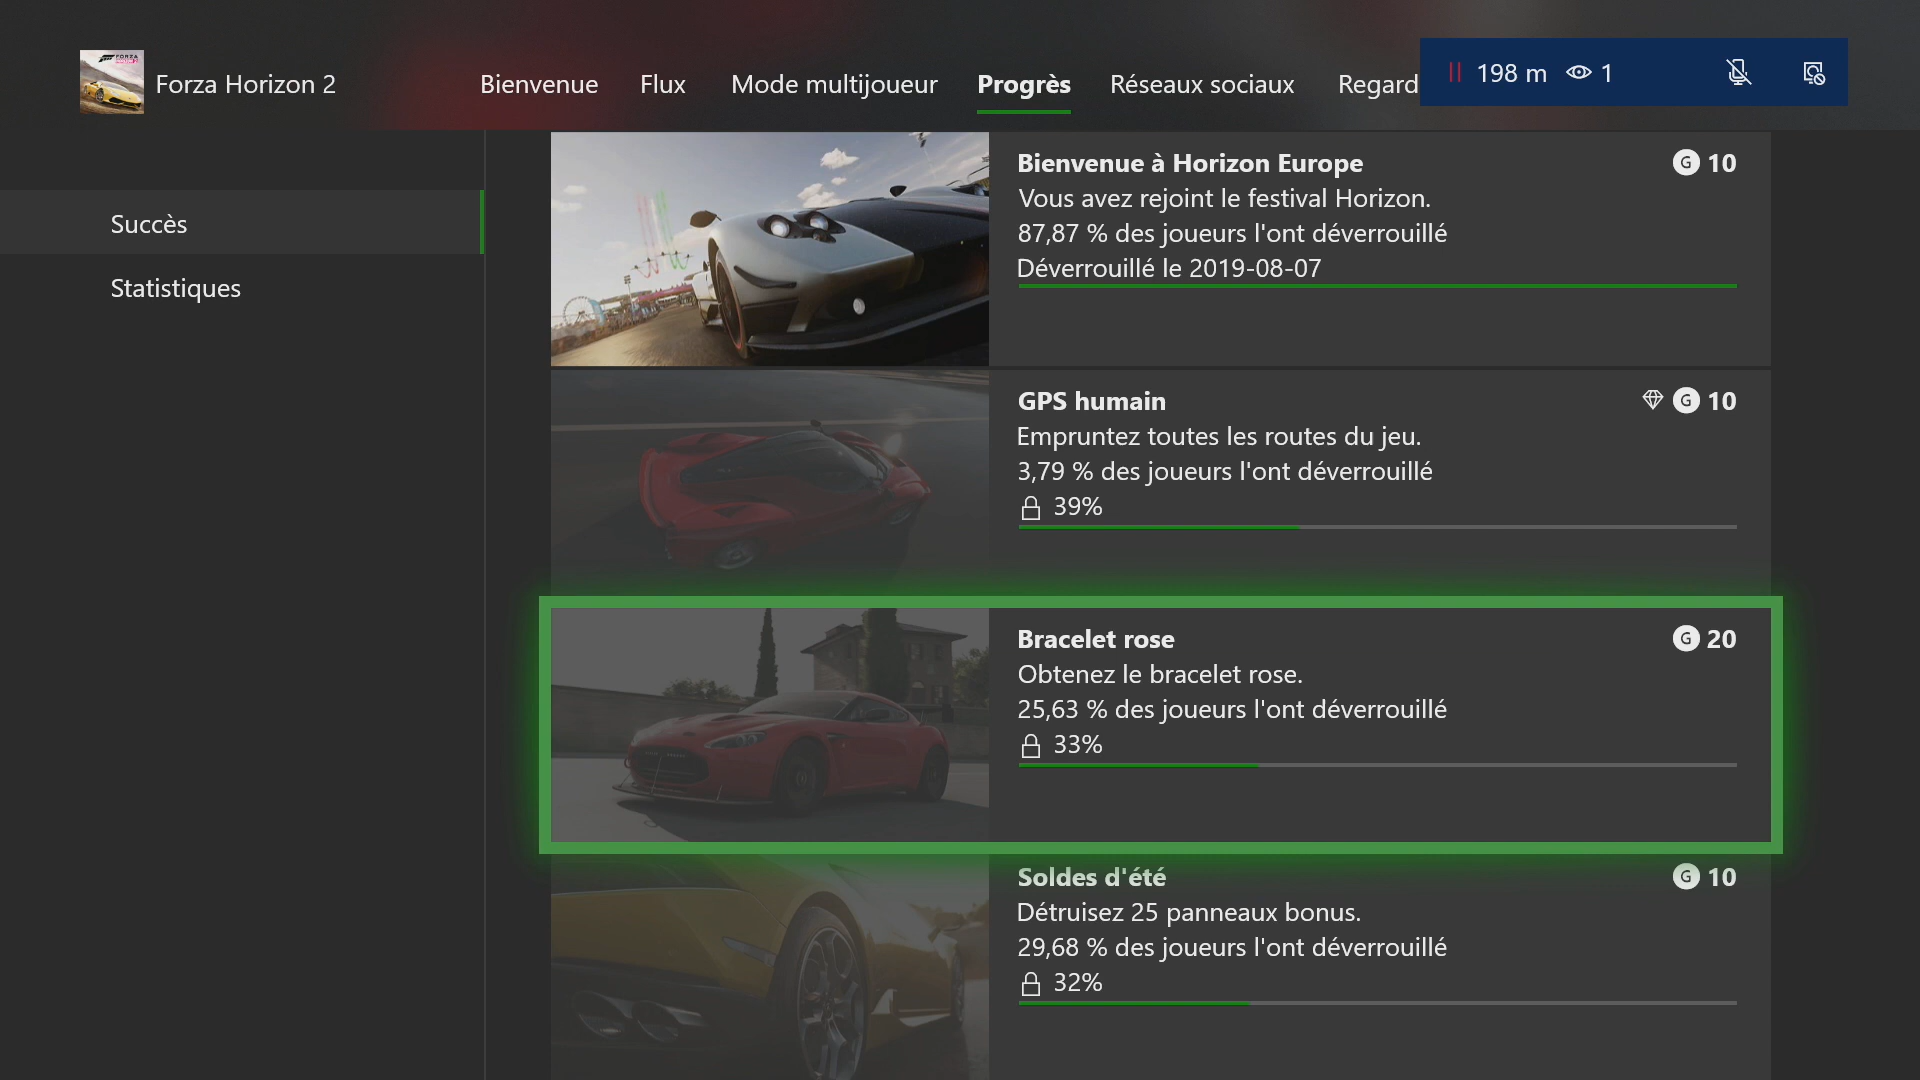 Forza Horizon 2
Bienvenue
Flux
Mode multijoueur
Progrès
Réseaux sociaux
Regard
198 m
1
Succès
Statistiques
Bienvenue à Horizon Europe
G 10
Vous avez rejoint le festival Horizon.
87,87 % des joueurs l'ont déverrouillé
Déverrouillé le 2019-08-07
GPS humain
G 10
Empruntez toutes les routes du jeu.
3,79 % des joueurs l'ont déverrouillé
39%
Bracelet rose
G 20
Obtenez le bracelet rose.
25,63 % des joueurs l'ont déverrouillé
33%
Soldes d'été
G 10
Détruisez 25 panneaux bonus.
29,68 % des joueurs l'ont déverrouillé
32%